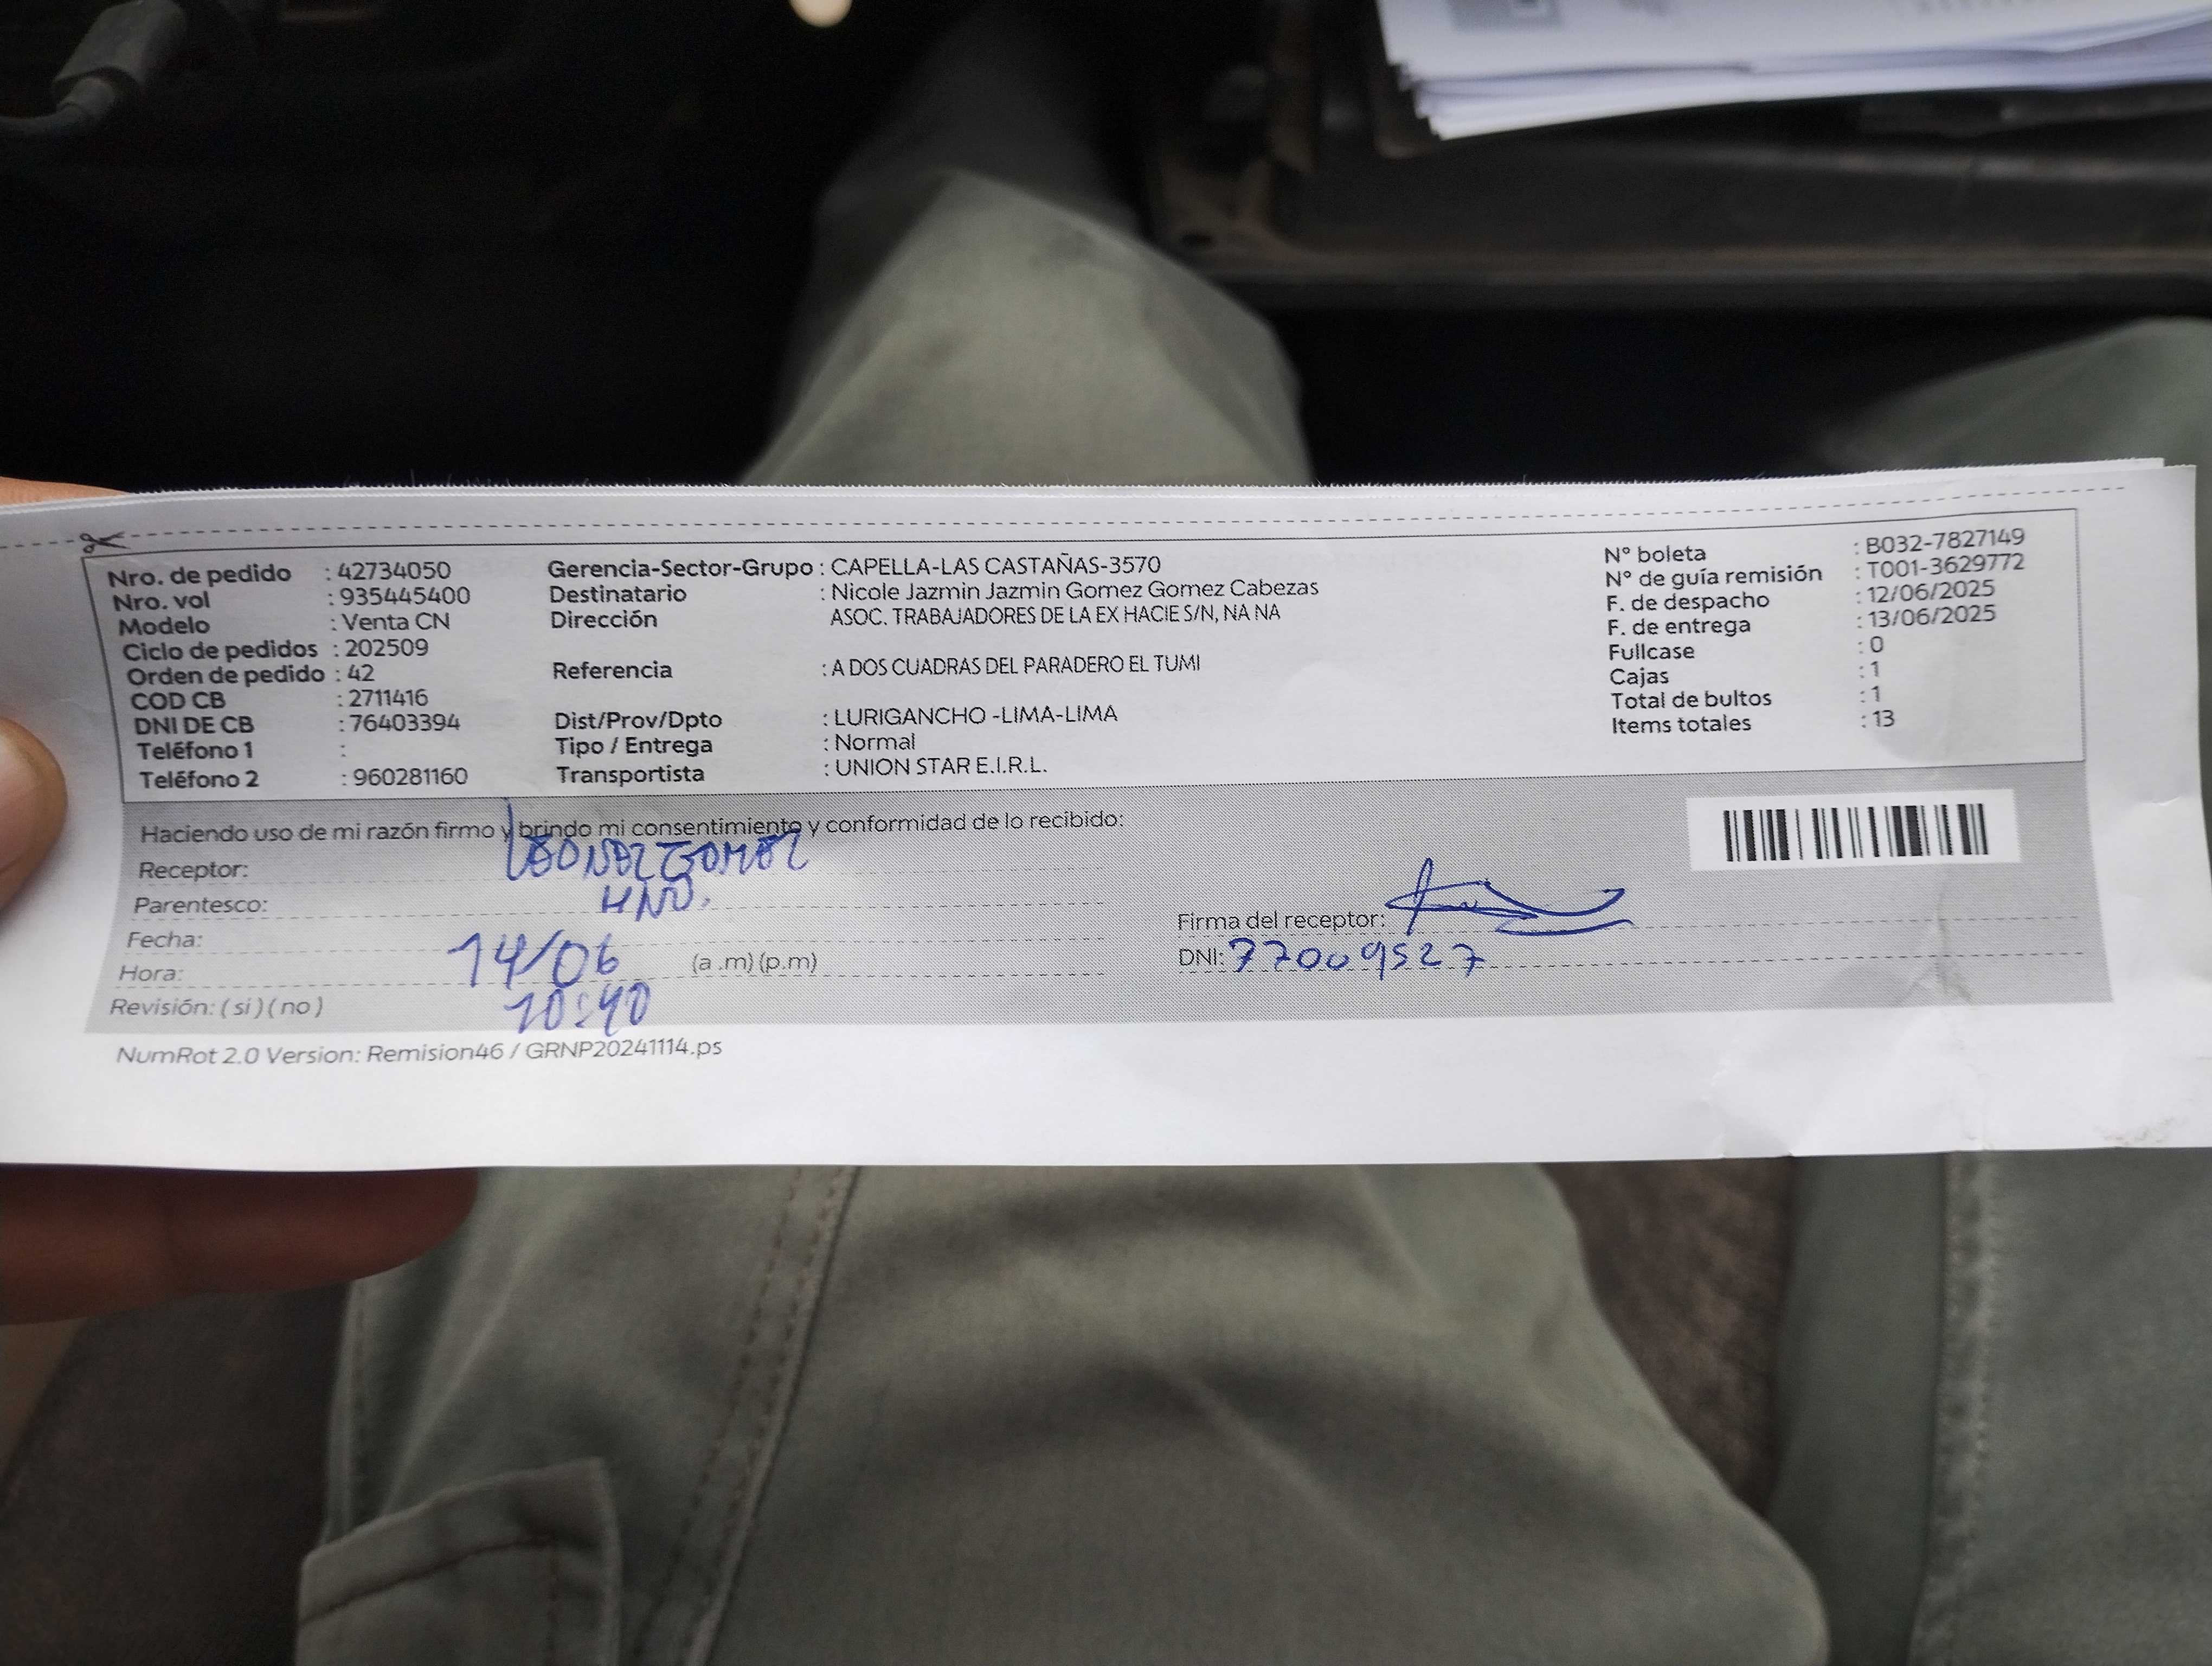 Nro. de pedido : 42734050
Nro. vol : 935445400
Modelo : Venta CN
Ciclo de pedidos : 202509
Orden de pedido : 42
COD CB : 2711416
DNI DE CB : 76403394
Teléfono 1 :
Teléfono 2 : 960281160
Gerencia-Sector-Grupo : CAPELLA-LAS CASTAÑAS-3570
Destinatario : Nicole Jazmin Jazmin Gomez Gomez Cabezas
Dirección ASOC. TRABAJADORES DE LA EX HACIE S/N, NA NA
Referencia : A DOS CUADRAS DEL PARADERO EL TUMI
Dist/Prov/Dpto : LURIGANCHO -LIMA-LIMA
Tipo / Entrega : Normal
Transportista : UNION STAR E.I.R.L.
N° boleta : B032-7827149
N° de guía remisión : T001-3629772
F. de despacho : 12/06/2025
F. de entrega : 13/06/2025
Fullcase : 0
Cajas : 1
Total de bultos : 1
Items totales : 13
Haciendo uso de mi razón firmo y brindo mi consentimiento y conformidad de lo recibido:
Receptor: GOMEZ
Parentesco: HNO.
Fecha: 14/06
Hora: 10:40 (a .m) (p.m)
Revisión: ( si ) ( no )
Firma del receptor:
DNI: 77009527
NumRot 2.0 Version: Remision46 / GRNP20241114.ps